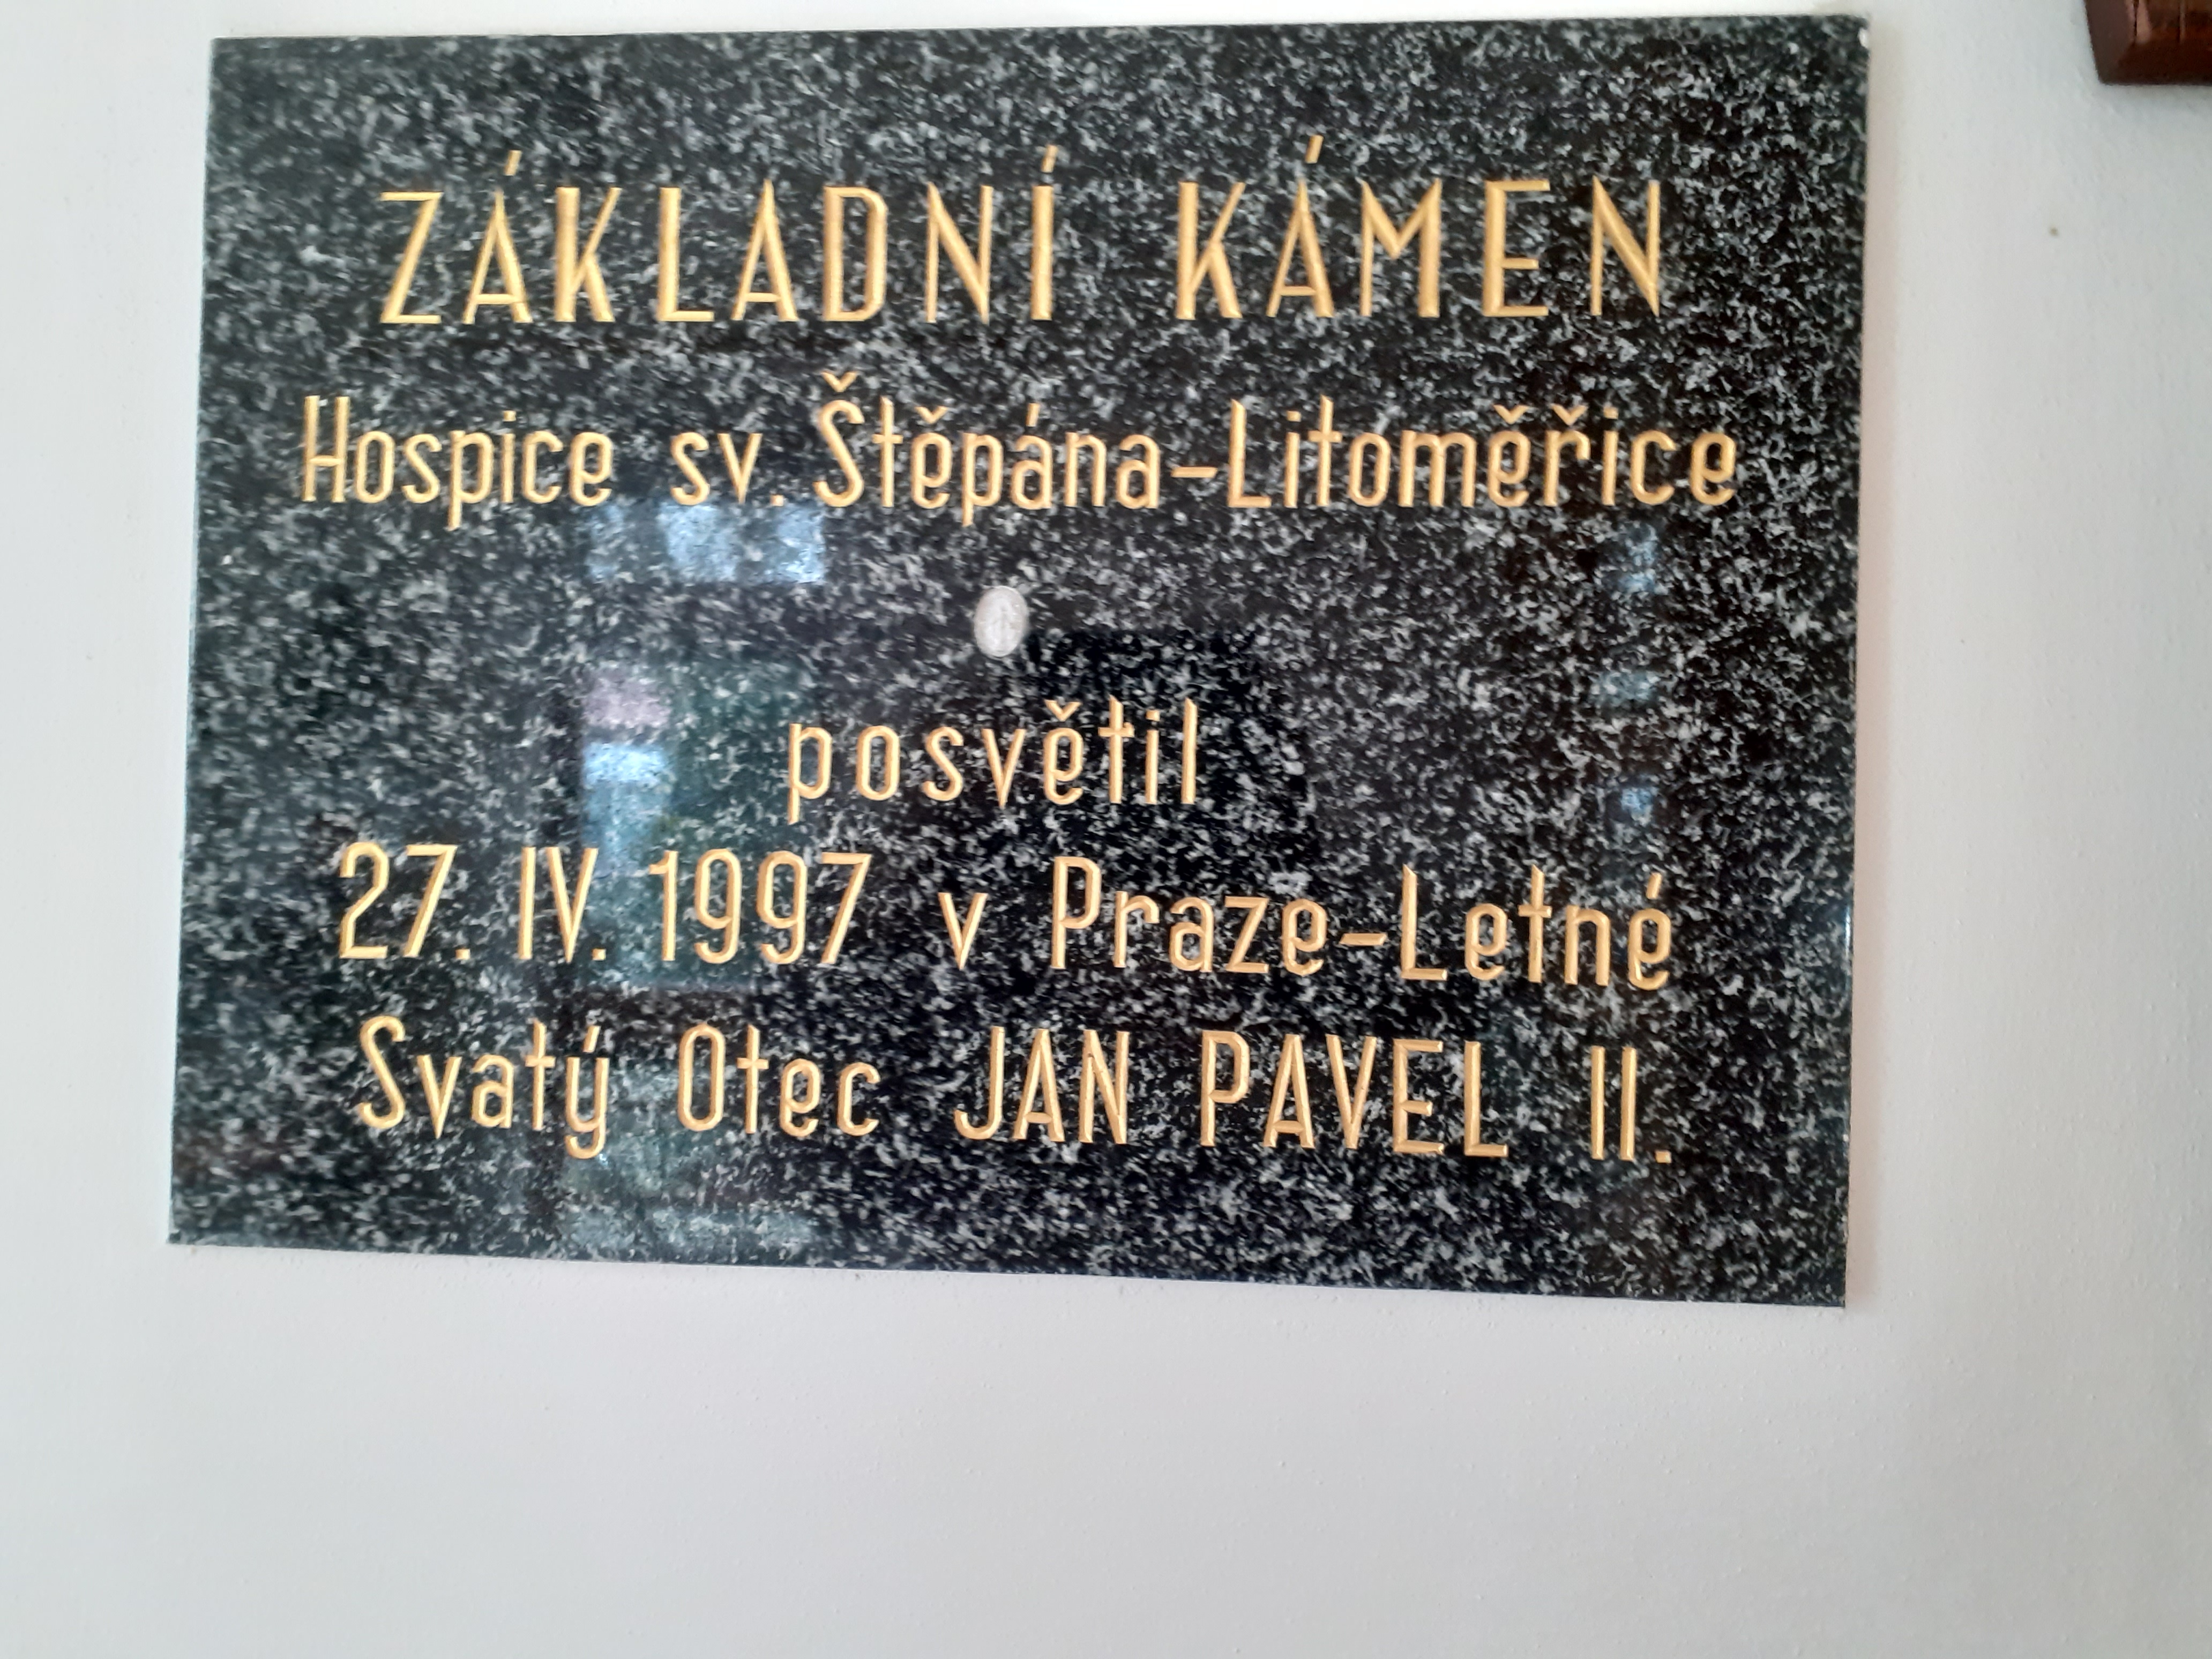 ZÁKLADNÍ KÁMEN
Hospice sv. Štěpána-Litoměřice
posvětil
27. IV. 1997 v Praze-Letné
Svatý Otec JAN PAVEL II.